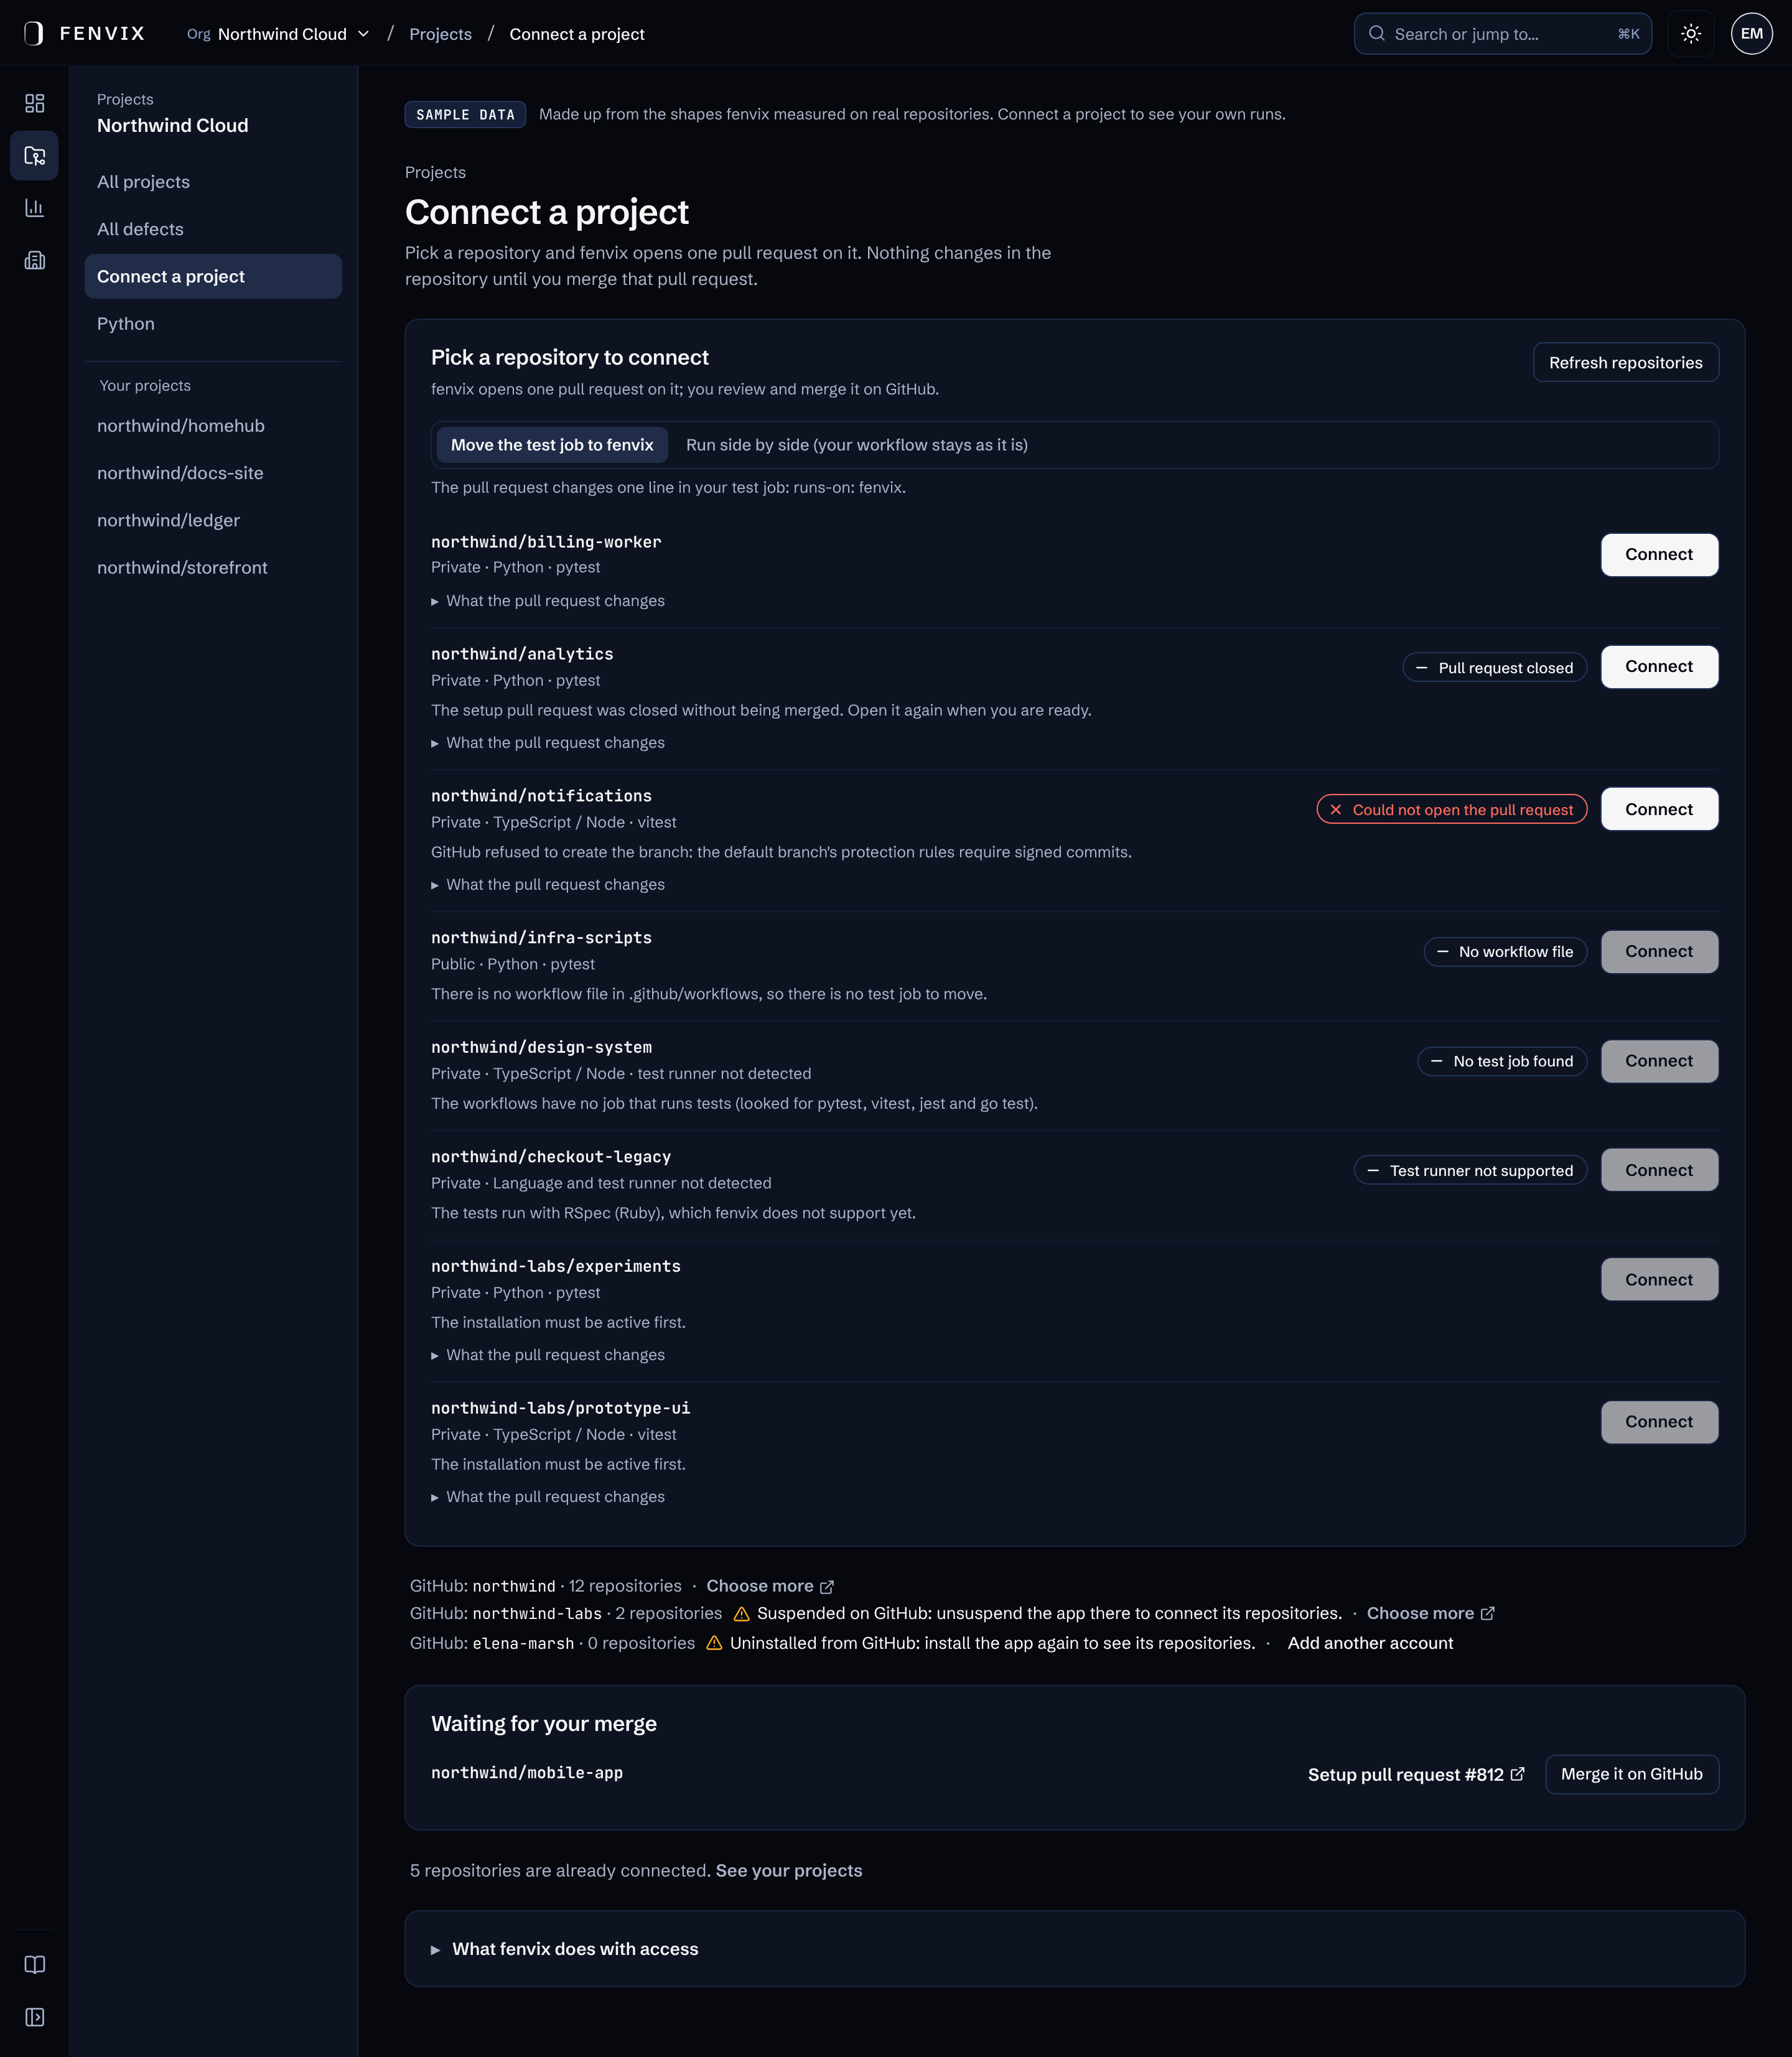 FENVIX
Org Northwind Cloud / Projects / Connect a project
Search or jump to... ⌘K
EM
Projects
Northwind Cloud
All projects
All defects
Connect a project
Python
Your projects
northwind/homehub
northwind/docs-site
northwind/ledger
northwind/storefront
SAMPLE DATA Made up from the shapes fenvix measured on real repositories. Connect a project to see your own runs.
Projects
Connect a project
Pick a repository and fenvix opens one pull request on it. Nothing changes in the
repository until you merge that pull request.
Pick a repository to connect
Refresh repositories
fenvix opens one pull request on it; you review and merge it on GitHub.
Move the test job to fenvix Run side by side (your workflow stays as it is)
The pull request changes one line in your test job: runs-on: fenvix.
northwind/billing-worker
Connect
Private · Python · pytest
▸ What the pull request changes
northwind/analytics
– Pull request closed Connect
Private · Python · pytest
The setup pull request was closed without being merged. Open it again when you are ready.
▸ What the pull request changes
northwind/notifications
✕ Could not open the pull request Connect
Private · TypeScript / Node · vitest
GitHub refused to create the branch: the default branch's protection rules require signed commits.
▸ What the pull request changes
northwind/infra-scripts
– No workflow file Connect
Public · Python · pytest
There is no workflow file in .github/workflows, so there is no test job to move.
northwind/design-system
– No test job found Connect
Private · TypeScript / Node · test runner not detected
The workflows have no job that runs tests (looked for pytest, vitest, jest and go test).
northwind/checkout-legacy
– Test runner not supported Connect
Private · Language and test runner not detected
The tests run with RSpec (Ruby), which fenvix does not support yet.
northwind-labs/experiments
Connect
Private · Python · pytest
The installation must be active first.
▸ What the pull request changes
northwind-labs/prototype-ui
Connect
Private · TypeScript / Node · vitest
The installation must be active first.
▸ What the pull request changes
GitHub: northwind · 12 repositories · Choose more
GitHub: northwind-labs · 2 repositories Suspended on GitHub: unsuspend the app there to connect its repositories. · Choose more
GitHub: elena-marsh · 0 repositories Uninstalled from GitHub: install the app again to see its repositories. · Add another account
Waiting for your merge
northwind/mobile-app
Setup pull request #812 Merge it on GitHub
5 repositories are already connected. See your projects
▸ What fenvix does with access